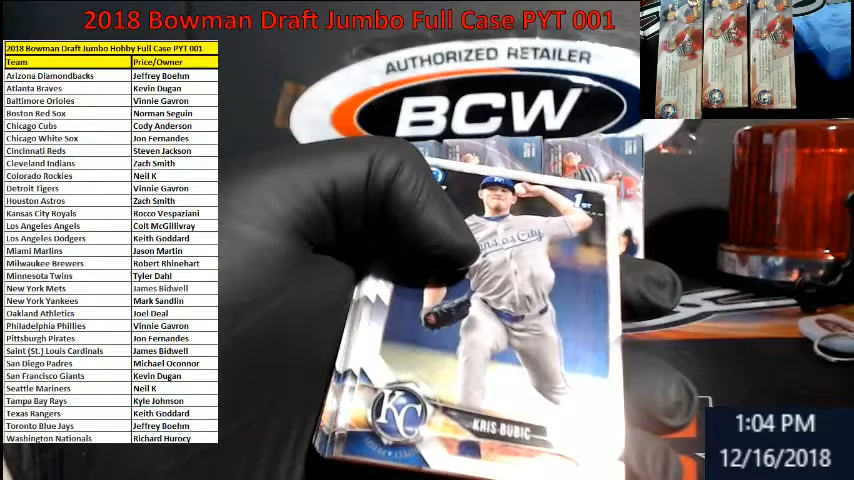 2018 Bowman Draft Jumbo Full Case PYT 001
2018 Bowman Draft Jumbo Hobby Full Case PYT 001
Team Price/Owner
Arizona Diamondbacks Jeffrey Boehm
Atlanta Braves Kevin Dugan
Baltimore Orioles Vinnie Gavron
Boston Red Sox Norman Seguin
Chicago Cubs Cody Anderson
Chicago White Sox Jon Fernandes
Cincinnati Reds Steven Jackson
Cleveland Indians Zach Smith
Colorado Rockies Neil K
Detroit Tigers Vinnie Gavron
Houston Astros Zach Smith
Kansas City Royals Rocco Vespaziani
Los Angeles Angels Colt McGillivray
Los Angeles Dodgers Keith Goddard
Miami Marlins Jason Martin
Milwaukee Brewers Robert Rhinehart
Minnesota Twins Tyler Dahl
New York Mets James Bidwell
New York Yankees Mark Sandlin
Oakland Athletics Joel Deal
Philadelphia Phillies Vinnie Gavron
Pittsburgh Pirates Jon Fernandes
Saint (St.) Louis Cardinals James Bidwell
San Diego Padres Michael Oconnor
San Francisco Giants Kevin Dugan
Seattle Mariners Neil K
Tampa Bay Rays Kyle Johnson
Texas Rangers Keith Goddard
Toronto Blue Jays Jeffrey Boehm
Washington Nationals Richard Hurocy
AUTHORIZED RETAILER
BCW
1ST
KC
KRIS BUBIC
1:04 PM
12/16/2018